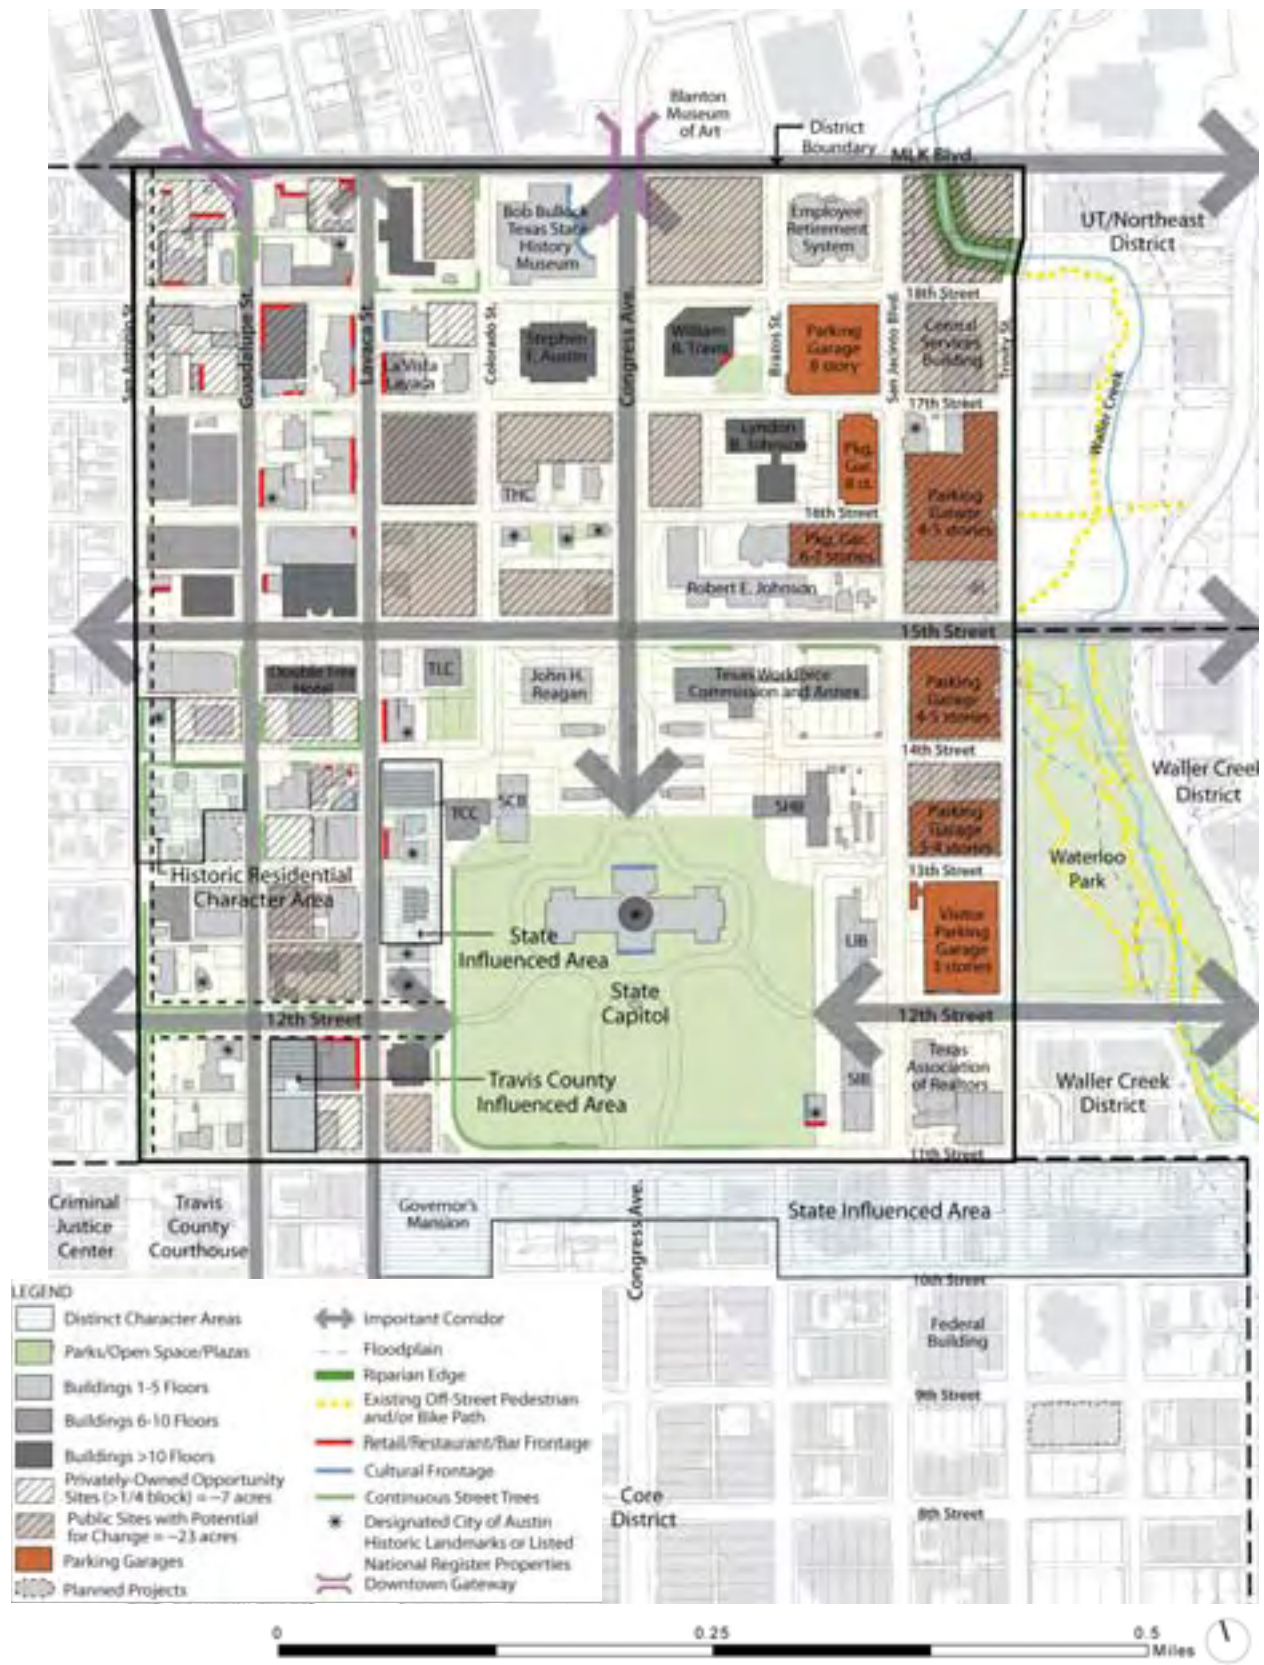 Blanton
Museum
of Art
District
Boundary
MLK Blvd.
Bob Bullock
Texas State
History
Museum
Employee
Retirement
System
UT/Northeast
District
18th Street
San Antonio St.
Guadalupe St.
Lavaca St.
Colorado St.
Congress Ave.
Brazos St.
San Jacinto Blvd.
Trinity St.
Stephen
F. Austin
William
B. Travis
Parking
Garage
8 story
Central
Services
Building
La Vista
Lavaca
17th Street
Waller Creek
Lyndon
B. Johnson
Pkg.
Gar.
8 st.
THC
Parking
Garage
4-5 stories
16th Street
Pkg. Gar.
6-7 stories
Robert E. Johnson
15th Street
Double Tree
Hotel
TLC
John H.
Reagan
Texas Workforce
Commission and Annex
Parking
Garage
4-5 stories
14th Street
Waller Creek
District
TCC
SCB
SHB
Parking
Garage
3-4 stories
Waterloo
Park
13th Street
Historic Residential
Character Area
State
Influenced Area
LIB
Visitor
Parking
Garage
3 stories
State
Capitol
12th Street
12th Street
Travis County
Influenced Area
SIB
Texas
Association
of Realtors
Waller Creek
District
11th Street
Criminal
Justice
Center
Travis
County
Courthouse
Governor's
Mansion
Congress Ave.
State Influenced Area
10th Street
Federal
Building
9th Street
Core
District
8th Street
LEGEND
Distinct Character Areas
Parks/Open Space/Plazas
Buildings 1-5 Floors
Buildings 6-10 Floors
Buildings >10 Floors
Privately-Owned Opportunity
Sites (>1/4 block) = ~7 acres
Public Sites with Potential
for Change = ~23 acres
Parking Garages
Planned Projects
Important Corridor
Floodplain
Riparian Edge
Existing Off-Street Pedestrian
and/or Bike Path
Retail/Restaurant/Bar Frontage
Cultural Frontage
Continuous Street Trees
Designated City of Austin
Historic Landmarks or Listed
National Register Properties
Downtown Gateway
0
0.25
0.5
Miles